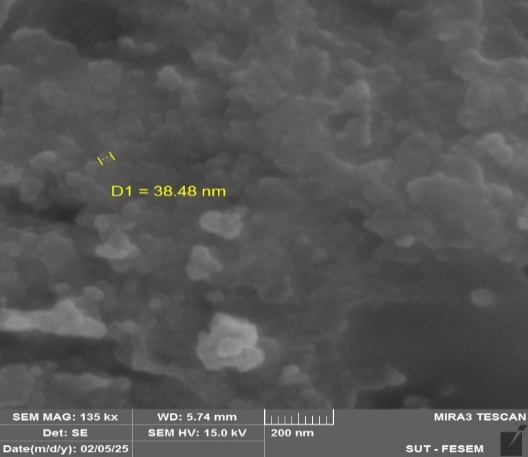 D1 = 38.48 nm
SEM MAG: 135 kx
WD: 5.74 mm
MIRA3 TESCAN
Det: SE
SEM HV: 15.0 kV
200 nm
Date(m/d/y): 02/05/25
SUT - FESEM